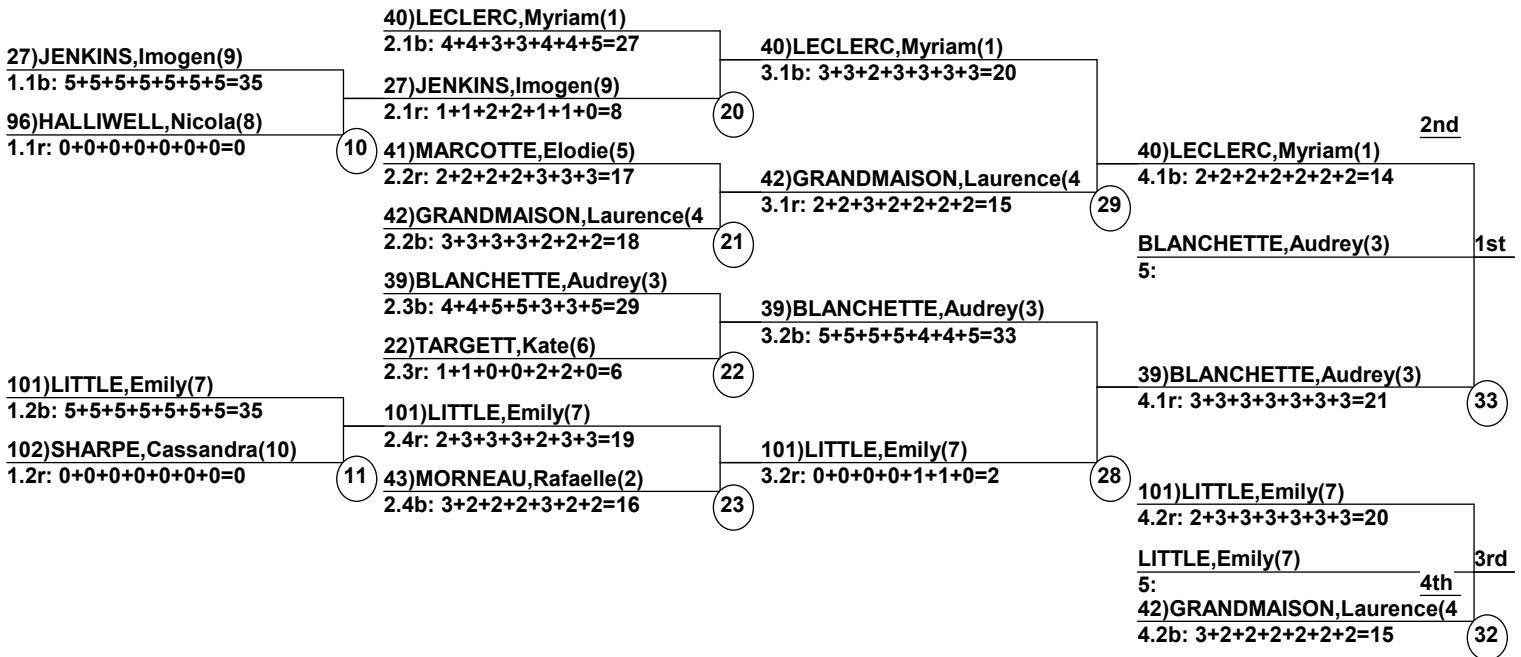 27)JENKINS,Imogen(9)
1.1b: 5+5+5+5+5+5+5=35
96)HALLIWELL,Nicola(8)
1.1r: 0+0+0+0+0+0+0=0
10
101)LITTLE,Emily(7)
1.2b: 5+5+5+5+5+5+5=35
102)SHARPE,Cassandra(10)
1.2r: 0+0+0+0+0+0+0=0
11
40)LECLERC,Myriam(1)
2.1b: 4+4+3+3+4+4+5=27
27)JENKINS,Imogen(9)
2.1r: 1+1+2+2+1+1+0=8
20
41)MARCOTTE,Elodie(5)
2.2r: 2+2+2+2+3+3+3=17
42)GRANDMAISON,Laurence(4
2.2b: 3+3+3+3+2+2+2=18
21
39)BLANCHETTE,Audrey(3)
2.3b: 4+4+5+5+3+3+5=29
22)TARGETT,Kate(6)
2.3r: 1+1+0+0+2+2+0=6
22
101)LITTLE,Emily(7)
2.4r: 2+3+3+3+2+3+3=19
43)MORNEAU,Rafaelle(2)
2.4b: 3+2+2+2+3+2+2=16
23
40)LECLERC,Myriam(1)
3.1b: 3+3+2+3+3+3+3=20
42)GRANDMAISON,Laurence(4
3.1r: 2+2+3+2+2+2+2=15
29
39)BLANCHETTE,Audrey(3)
3.2b: 5+5+5+5+4+4+5=33
101)LITTLE,Emily(7)
3.2r: 0+0+0+0+1+1+0=2
28
2nd
40)LECLERC,Myriam(1)
4.1b: 2+2+2+2+2+2+2=14
BLANCHETTE,Audrey(3)
1st
5:
39)BLANCHETTE,Audrey(3)
4.1r: 3+3+3+3+3+3+3=21
33
101)LITTLE,Emily(7)
4.2r: 2+3+3+3+3+3+3=20
LITTLE,Emily(7)
3rd
5:
4th
42)GRANDMAISON,Laurence(4
4.2b: 3+2+2+2+2+2+2=15
32